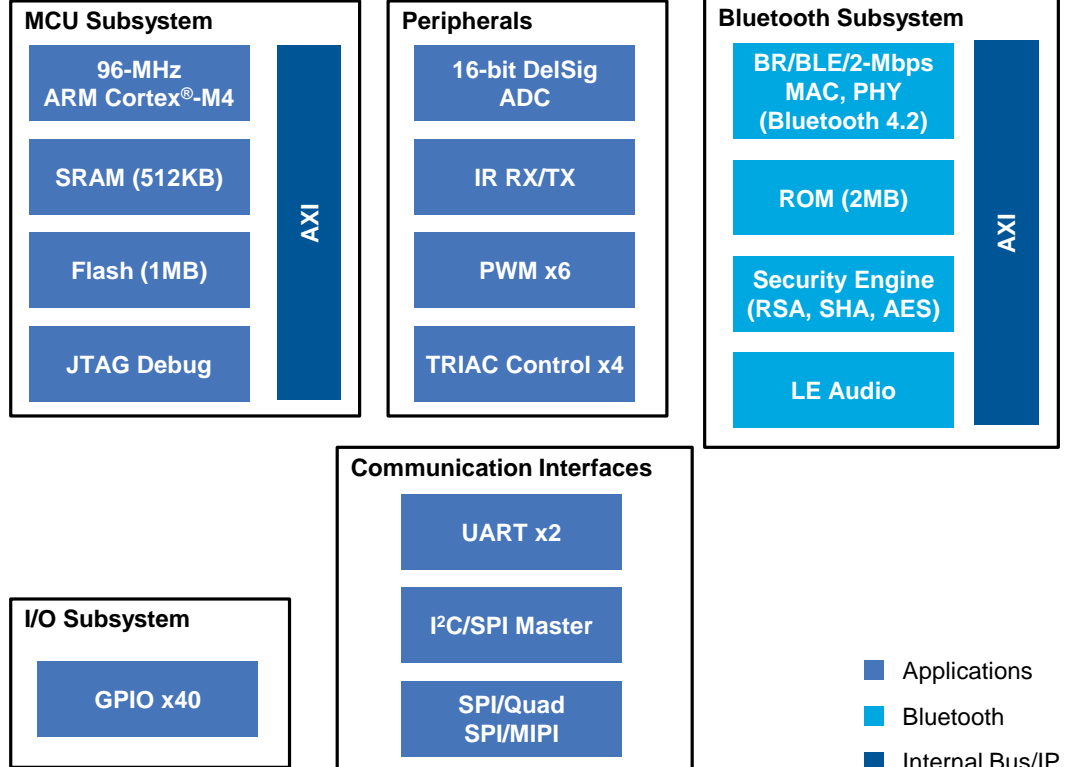 MCU Subsystem
96-MHz
ARM Cortex®-M4
SRAM (512KB)
Flash (1MB)
JTAG Debug
AXI
Peripherals
16-bit DelSig
ADC
IR RX/TX
PWM x6
TRIAC Control x4
Bluetooth Subsystem
BR/BLE/2-Mbps
MAC, PHY
(Bluetooth 4.2)
ROM (2MB)
Security Engine
(RSA, SHA, AES)
LE Audio
AXI
Communication Interfaces
UART x2
I²C/SPI Master
SPI/Quad
SPI/MIPI
I/O Subsystem
GPIO x40
Applications
Bluetooth
Internal Bus/IP